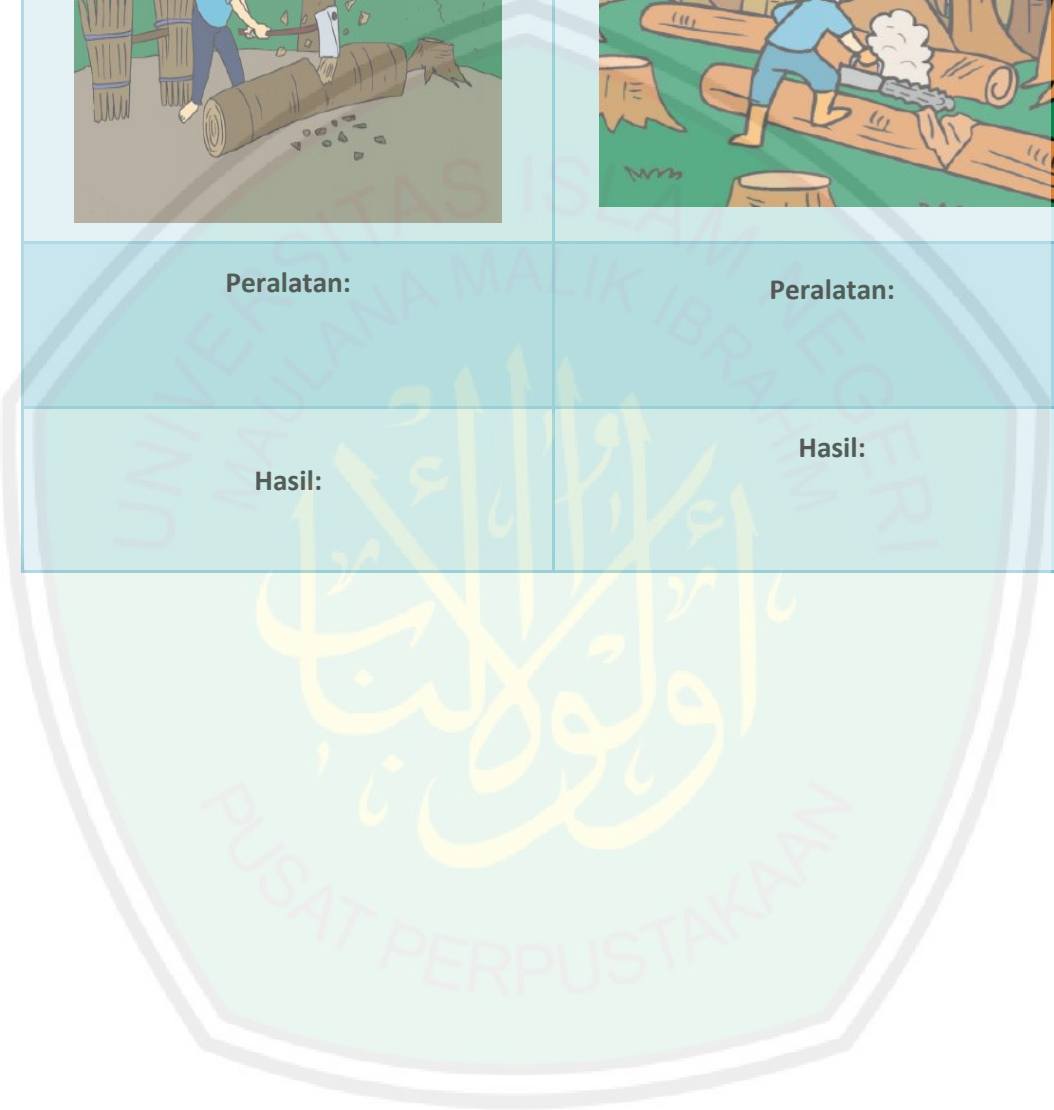 Peralatan:
Peralatan:
Hasil:
Hasil:
UNIVERSITAS ISLAM NEGERI
MAULANA MALIK IBRAHIM
PUSAT PERPUSTAKAAN